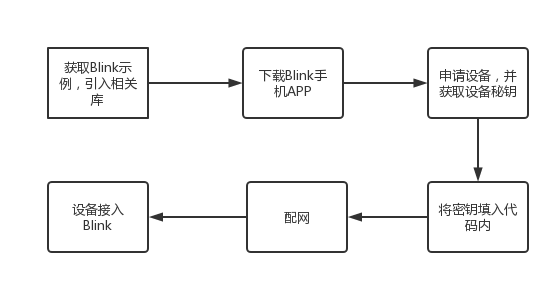 获取Blink示
例，引入相关
库
下载Blink手
机APP
申请设备，并
获取设备秘钥
将密钥填入代
码内
配网
设备接入
Blink